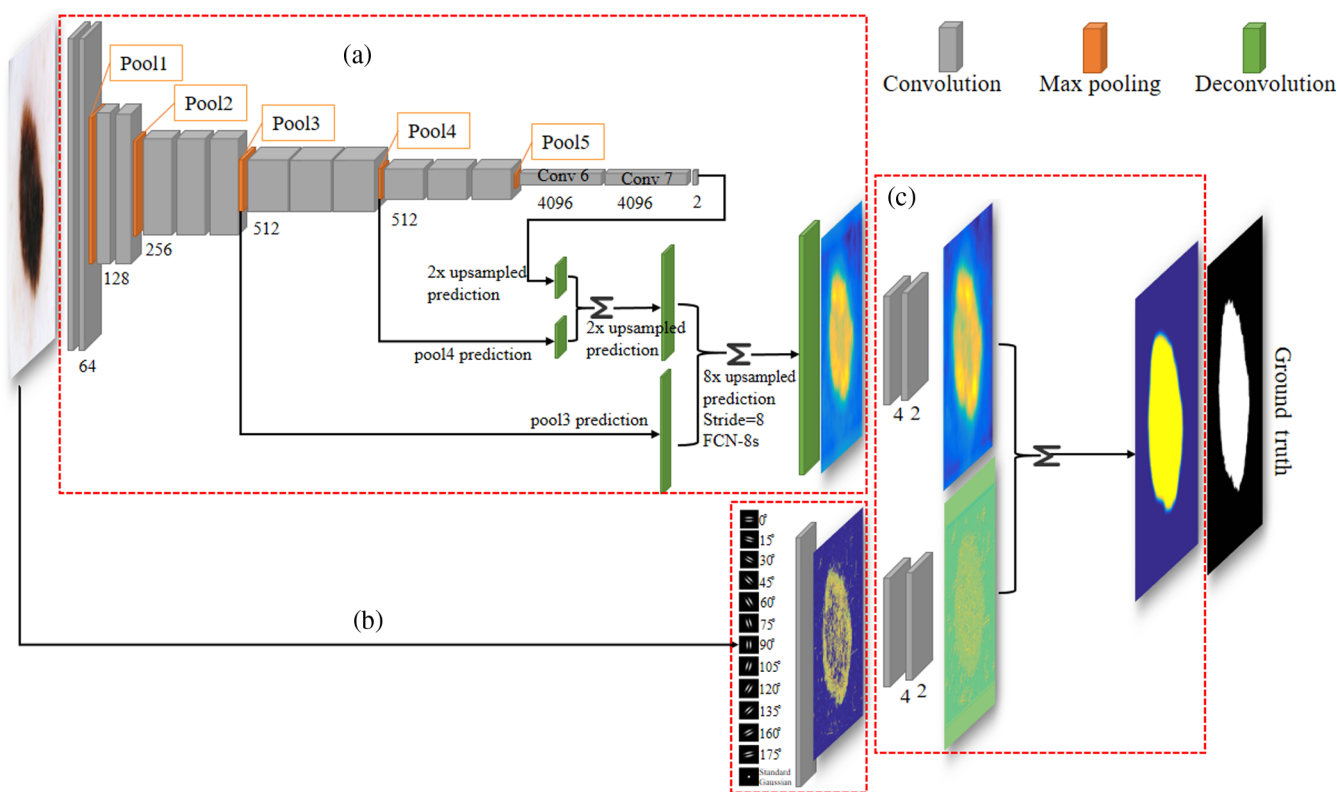 (a)
Pool1
Pool2
Pool3
Pool4
Pool5
Conv 6
Conv 7
64
128
256
512
512
4096
4096
2
2x upsampled
prediction
pool4 prediction
2x upsampled
prediction
pool3 prediction
8x upsampled
prediction
Stride=8
FCN-8s
Σ
Σ
Convolution
Max pooling
Deconvolution
(b)
0°
15°
30°
45°
60°
75°
90°
105°
120°
135°
160°
175°
Standard
Gaussian
(c)
4 2
4 2
Σ
Ground truth